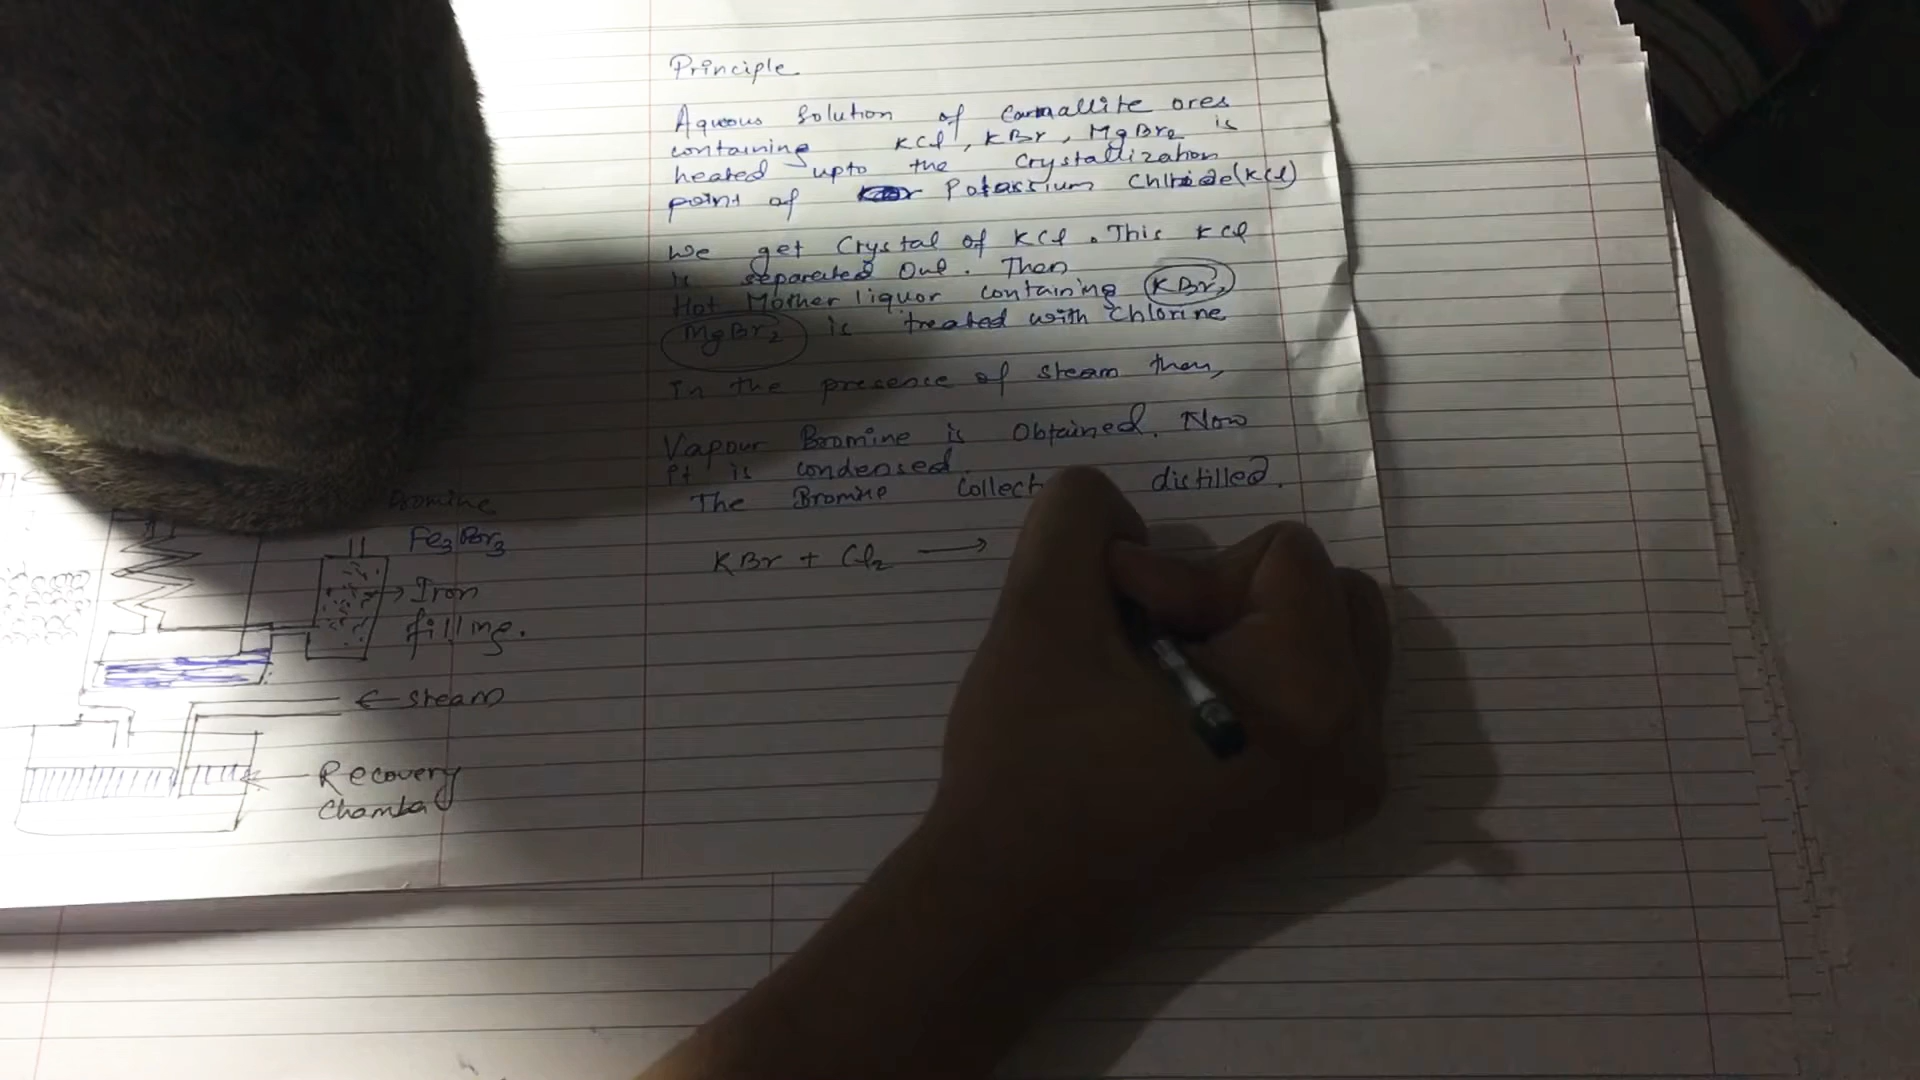 Principle
Aqueous Solution of Carnallite ores
containing KCl, KBr, MgBr2 is
heated upto the Crystallization
point of Potassium Chloride(KCl)
We get Crystal of KCl. This KCl
is separated Out. Then
Hot Mother liquor containing KBr,
MgBr2 is treated with Chlorine
In the presence of steam then,
Vapour Bromine is Obtained. Now
it is condensed.
The Bromine Collect distilled.
KBr + Cl2 →
Bromine
Fe3Br3
Iron
filling.
steam
Recovery
Chamber